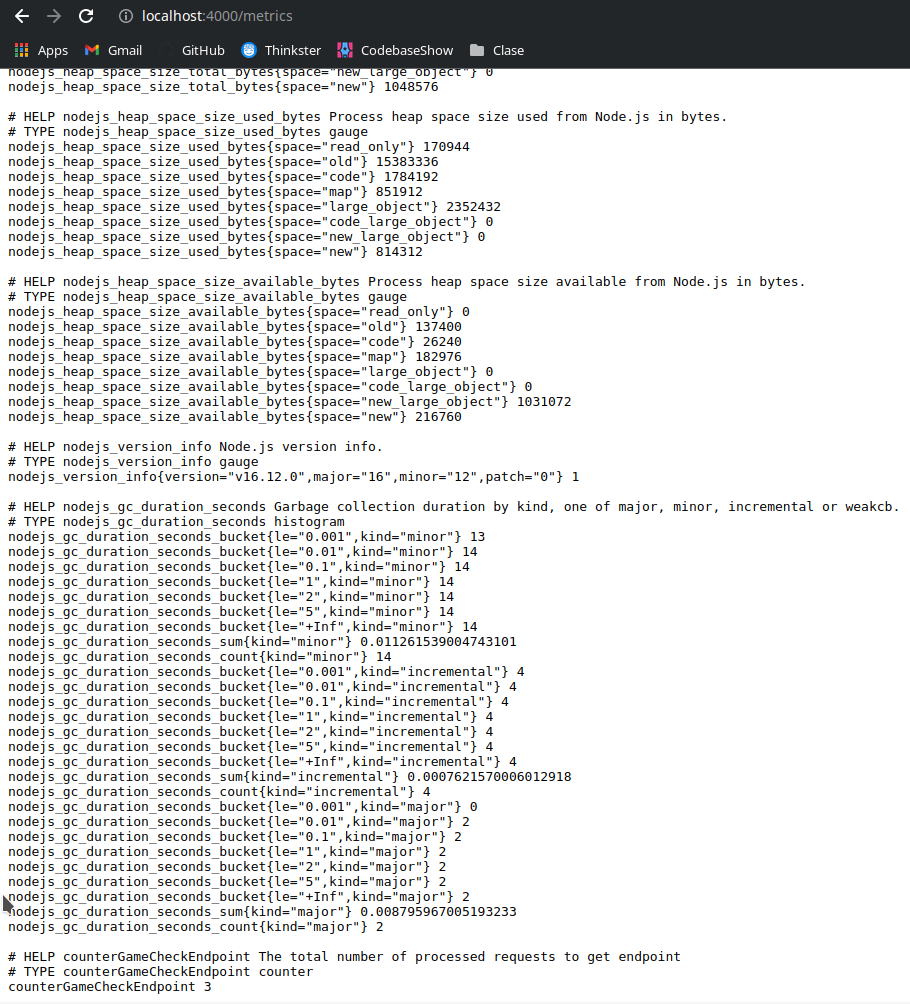 localhost:4000/metrics
Apps Gmail GitHub Thinkster CodebaseShow Clase
nodejs_heap_space_size_total_bytes{space="new_large_object"} 0
nodejs_heap_space_size_total_bytes{space="new"} 1048576
# HELP nodejs_heap_space_size_used_bytes Process heap space size used from Node.js in bytes.
# TYPE nodejs_heap_space_size_used_bytes gauge
nodejs_heap_space_size_used_bytes{space="read_only"} 170944
nodejs_heap_space_size_used_bytes{space="old"} 15383336
nodejs_heap_space_size_used_bytes{space="code"} 1784192
nodejs_heap_space_size_used_bytes{space="map"} 851912
nodejs_heap_space_size_used_bytes{space="large_object"} 2352432
nodejs_heap_space_size_used_bytes{space="code_large_object"} 0
nodejs_heap_space_size_used_bytes{space="new_large_object"} 0
nodejs_heap_space_size_used_bytes{space="new"} 814312
# HELP nodejs_heap_space_size_available_bytes Process heap space size available from Node.js in bytes.
# TYPE nodejs_heap_space_size_available_bytes gauge
nodejs_heap_space_size_available_bytes{space="read_only"} 0
nodejs_heap_space_size_available_bytes{space="old"} 137400
nodejs_heap_space_size_available_bytes{space="code"} 26240
nodejs_heap_space_size_available_bytes{space="map"} 182976
nodejs_heap_space_size_available_bytes{space="large_object"} 0
nodejs_heap_space_size_available_bytes{space="code_large_object"} 0
nodejs_heap_space_size_available_bytes{space="new_large_object"} 1031072
nodejs_heap_space_size_available_bytes{space="new"} 216760
# HELP nodejs_version_info Node.js version info.
# TYPE nodejs_version_info gauge
nodejs_version_info{version="v16.12.0",major="16",minor="12",patch="0"} 1
# HELP nodejs_gc_duration_seconds Garbage collection duration by kind, one of major, minor, incremental or weakcb.
# TYPE nodejs_gc_duration_seconds histogram
nodejs_gc_duration_seconds_bucket{le="0.001",kind="minor"} 13
nodejs_gc_duration_seconds_bucket{le="0.01",kind="minor"} 14
nodejs_gc_duration_seconds_bucket{le="0.1",kind="minor"} 14
nodejs_gc_duration_seconds_bucket{le="1",kind="minor"} 14
nodejs_gc_duration_seconds_bucket{le="2",kind="minor"} 14
nodejs_gc_duration_seconds_bucket{le="5",kind="minor"} 14
nodejs_gc_duration_seconds_bucket{le="+Inf",kind="minor"} 14
nodejs_gc_duration_seconds_sum{kind="minor"} 0.011261539004743101
nodejs_gc_duration_seconds_count{kind="minor"} 14
nodejs_gc_duration_seconds_bucket{le="0.001",kind="incremental"} 4
nodejs_gc_duration_seconds_bucket{le="0.01",kind="incremental"} 4
nodejs_gc_duration_seconds_bucket{le="0.1",kind="incremental"} 4
nodejs_gc_duration_seconds_bucket{le="1",kind="incremental"} 4
nodejs_gc_duration_seconds_bucket{le="2",kind="incremental"} 4
nodejs_gc_duration_seconds_bucket{le="5",kind="incremental"} 4
nodejs_gc_duration_seconds_bucket{le="+Inf",kind="incremental"} 4
nodejs_gc_duration_seconds_sum{kind="incremental"} 0.0007621570006012918
nodejs_gc_duration_seconds_count{kind="incremental"} 4
nodejs_gc_duration_seconds_bucket{le="0.001",kind="major"} 0
nodejs_gc_duration_seconds_bucket{le="0.01",kind="major"} 2
nodejs_gc_duration_seconds_bucket{le="0.1",kind="major"} 2
nodejs_gc_duration_seconds_bucket{le="1",kind="major"} 2
nodejs_gc_duration_seconds_bucket{le="2",kind="major"} 2
nodejs_gc_duration_seconds_bucket{le="5",kind="major"} 2
nodejs_gc_duration_seconds_bucket{le="+Inf",kind="major"} 2
nodejs_gc_duration_seconds_sum{kind="major"} 0.008795967005193233
nodejs_gc_duration_seconds_count{kind="major"} 2
# HELP counterGameCheckEndpoint The total number of processed requests to get endpoint
# TYPE counterGameCheckEndpoint counter
counterGameCheckEndpoint 3